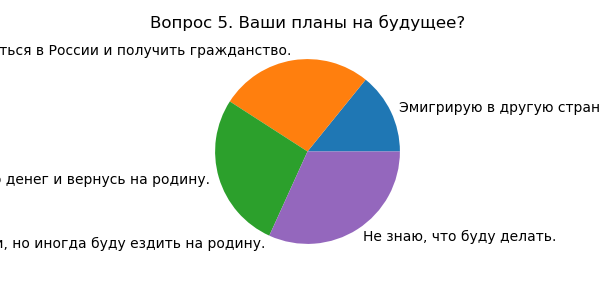 Вопрос 5. Ваши планы на будущее?
ться в России и получить гражданство.
Эмигрирую в другую стран
денег и вернусь на родину.
но иногда буду ездить на родину.
Не знаю, что буду делать.